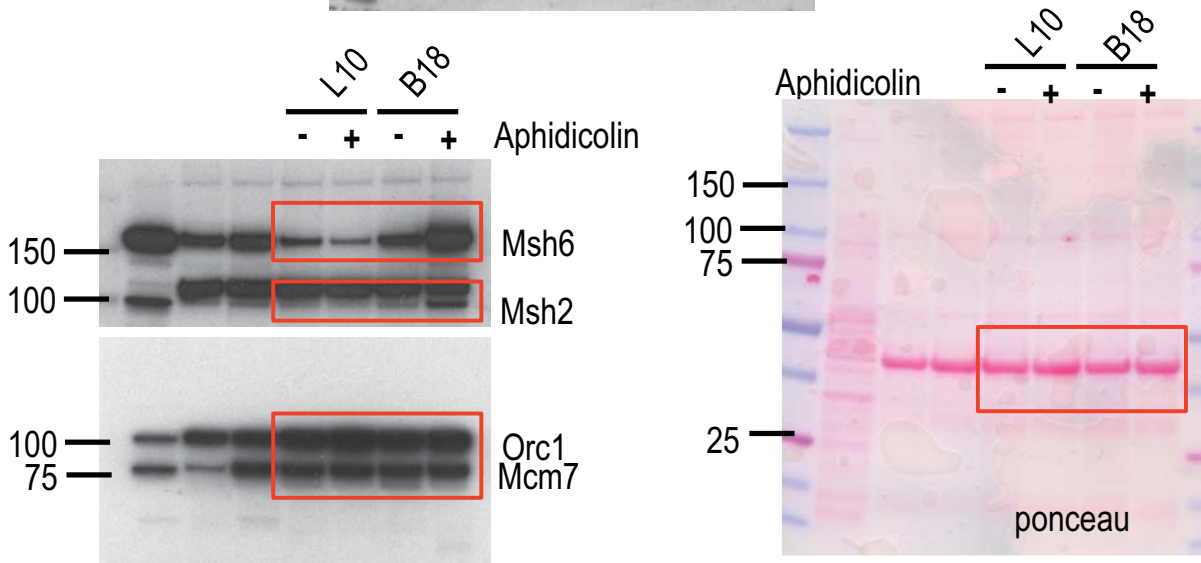 L10 B18
- + - + Aphidicolin
150
100
Msh6
Msh2
100
75
Orc1
Mcm7
L10 B18
Aphidicolin - + - +
150
100
75
25
ponceau